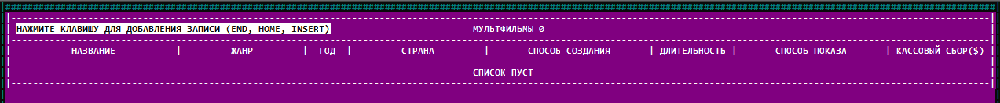 НАЖМИТЕ КЛАВИШУ ДЛЯ ДОБАВЛЕНИЯ ЗАПИСИ (END, HOME, INSERT) МУЛЬТФИЛЬМЫ 0
НАЗВАНИЕ | ЖАНР | ГОД | СТРАНА | СПОСОБ СОЗДАНИЯ | ДЛИТЕЛЬНОСТЬ | СПОСОБ ПОКАЗА | КАССОВЫЙ СБОР($)
СПИСОК ПУСТ